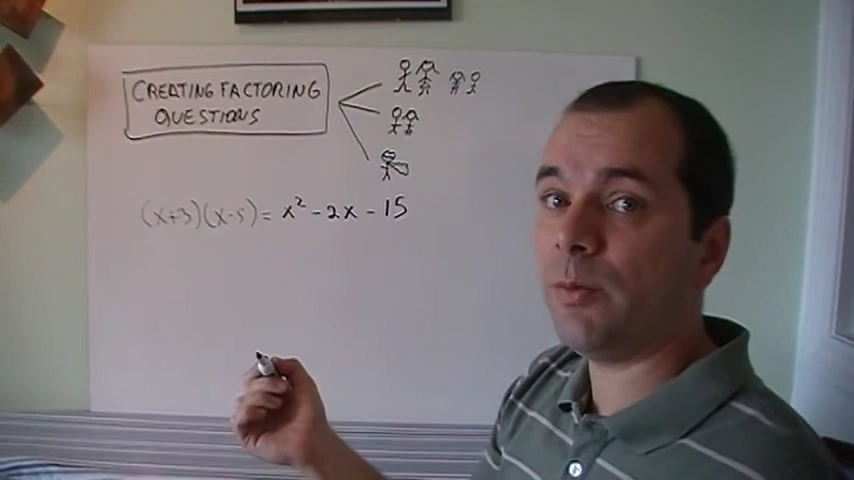 CREATING FACTORING
QUESTIONS
(x+3)(x-5) = x² - 2x - 15